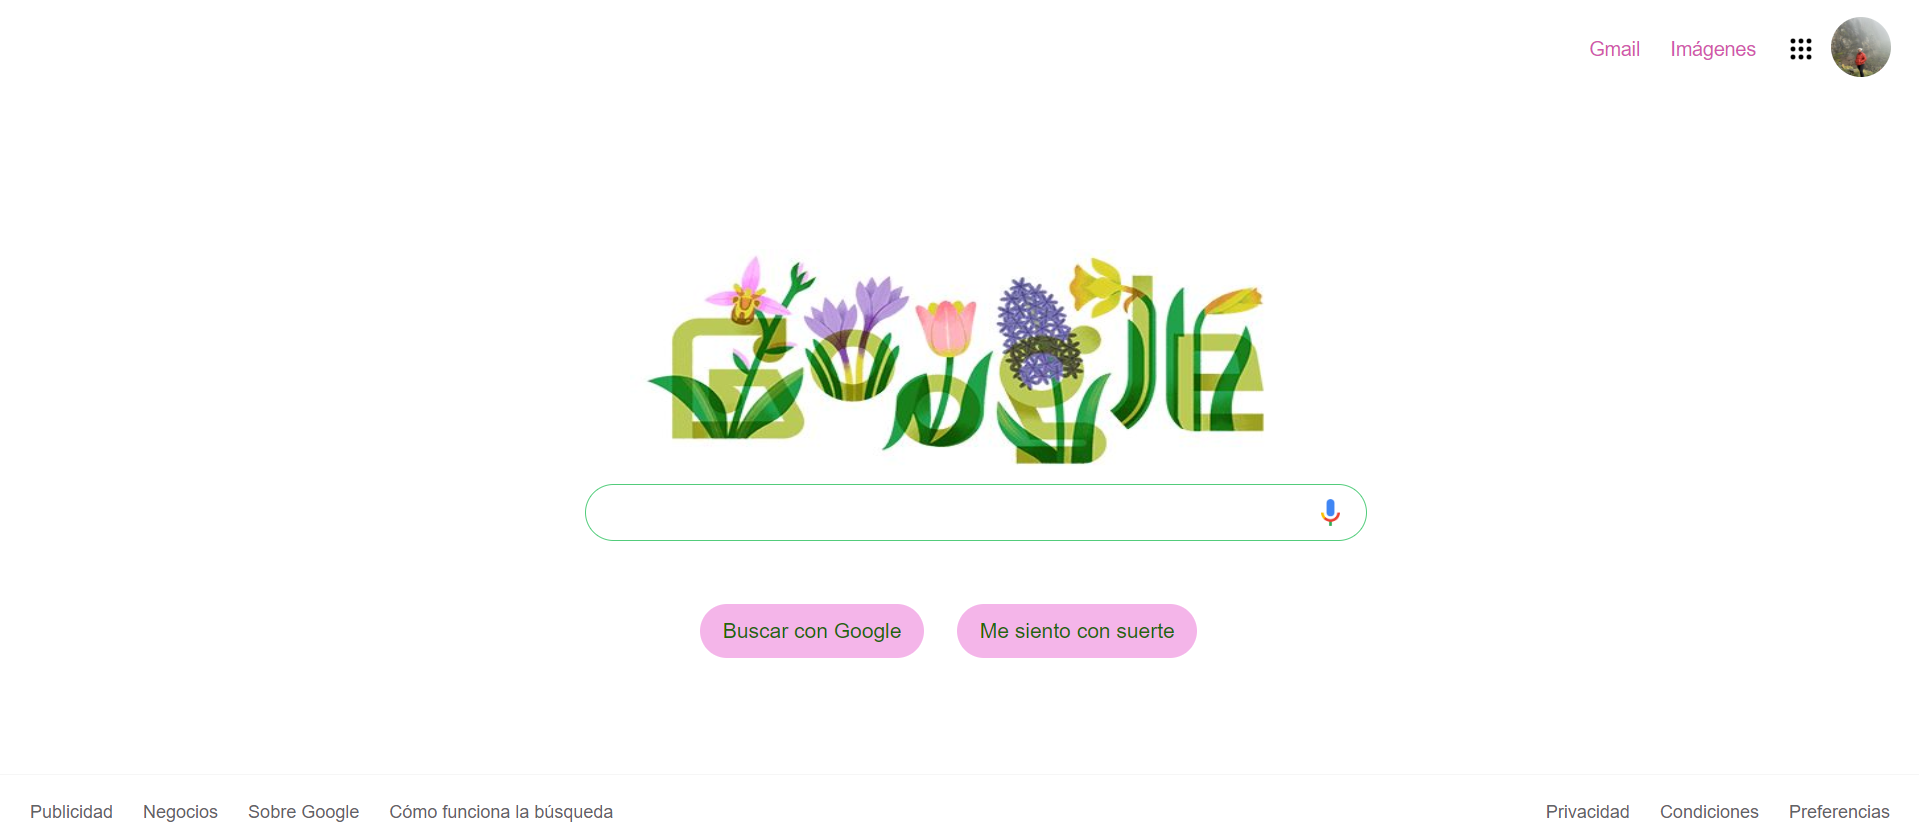 Gmail Imágenes
Google
Buscar con Google Me siento con suerte
Publicidad Negocios Sobre Google Cómo funciona la búsqueda Privacidad Condiciones Preferencias